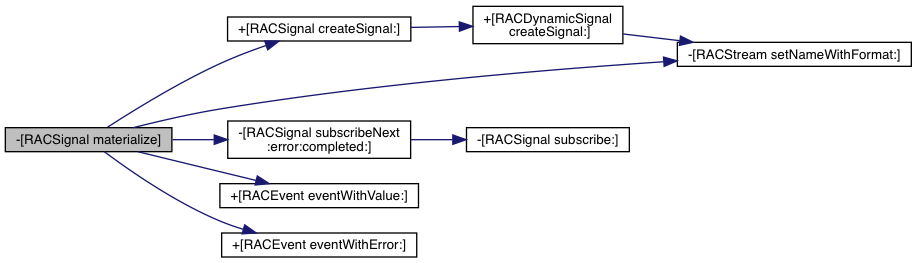 -[RACSignal materialize]
+[RACSignal createSignal:]
+[RACDynamicSignal
createSignal:]
-[RACStream setNameWithFormat:]
-[RACSignal subscribeNext
:error:completed:]
-[RACSignal subscribe:]
+[RACEvent eventWithValue:]
+[RACEvent eventWithError:]